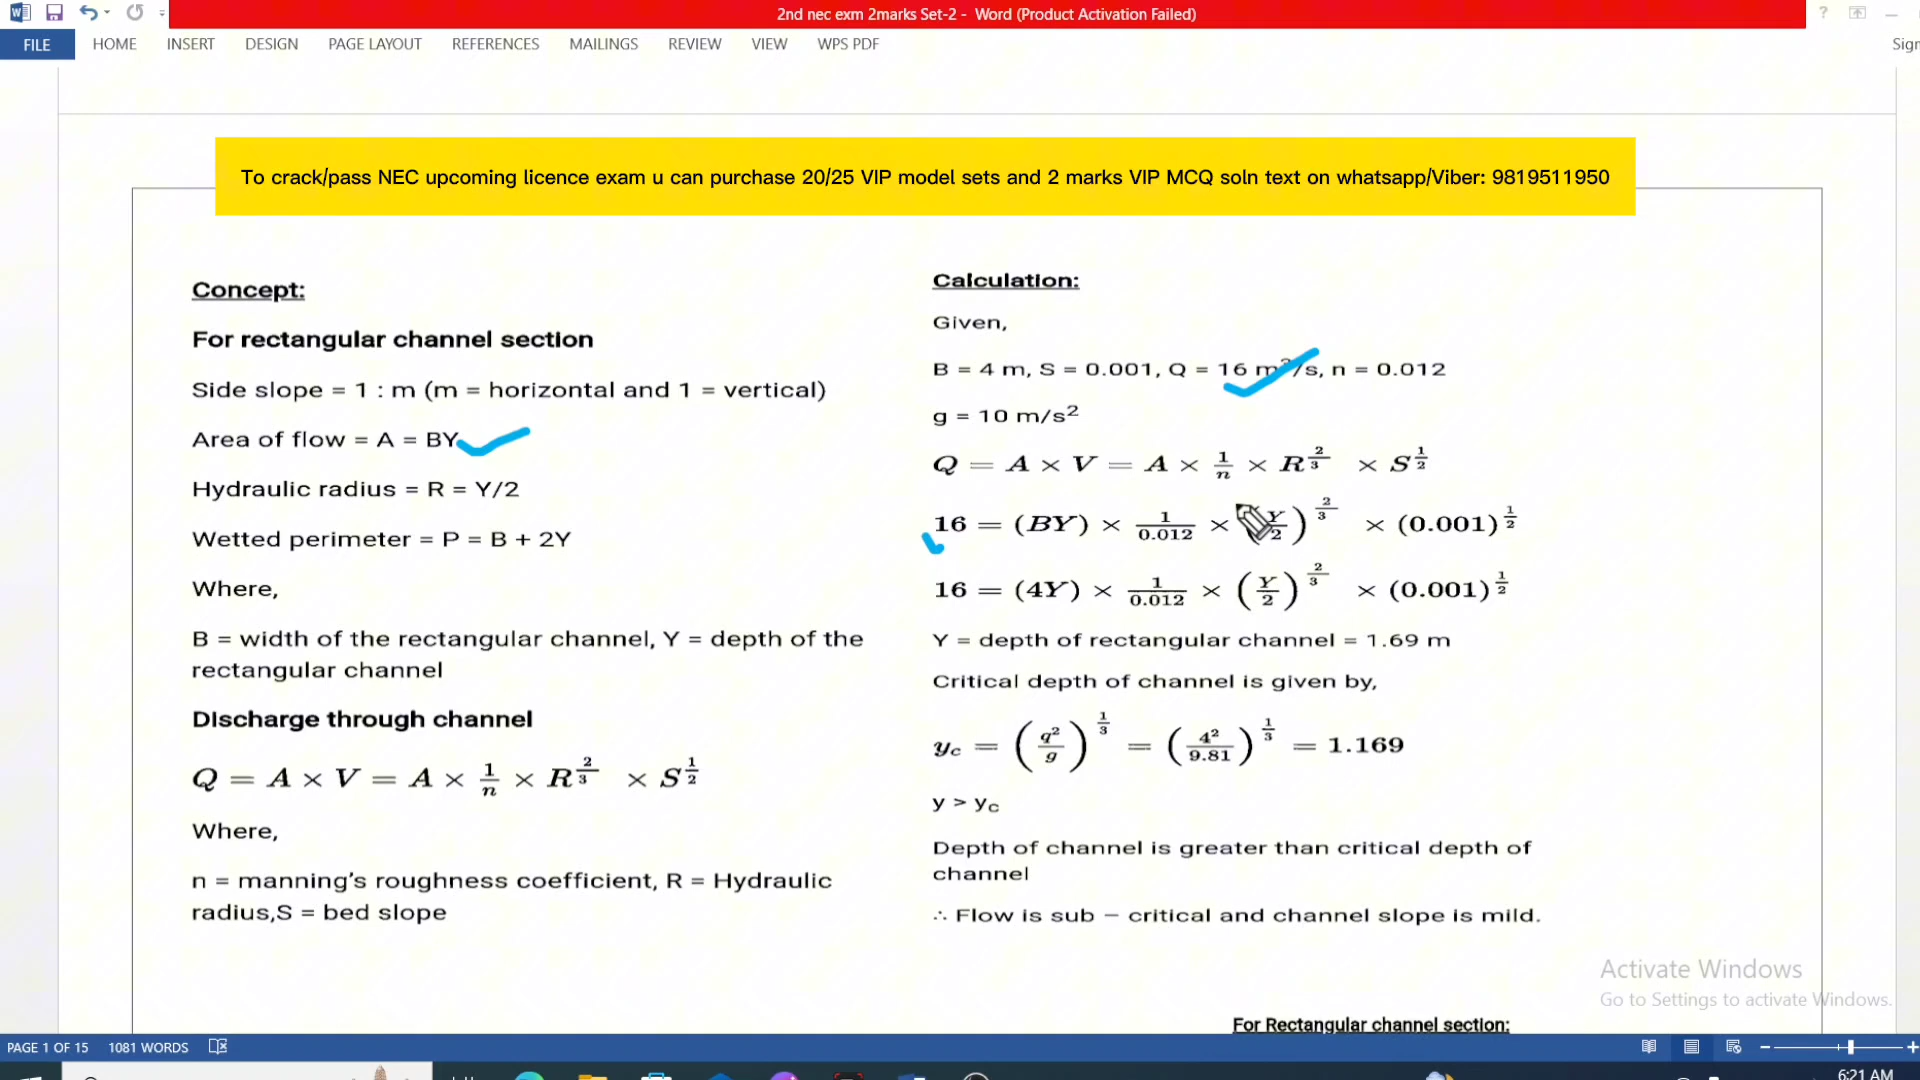 2nd nec exm 2marks Set-2 - Word (Product Activation Failed)
FILE HOME INSERT DESIGN PAGE LAYOUT REFERENCES MAILINGS REVIEW VIEW WPS PDF Sign
To crack/pass NEC upcoming licence exam u can purchase 20/25 VIP model sets and 2 marks VIP MCQ soln text on whatsapp/Viber: 9819511950
Concept:
For rectangular channel section
Side slope = 1 : m (m = horizontal and 1 = vertical)
Area of flow = A = BY
Hydraulic radius = R = Y/2
Wetted perimeter = P = B + 2Y
Where,
B = width of the rectangular channel, Y = depth of the
rectangular channel
Discharge through channel
Q = A × V = A × 1/n × R^(2/3) × S^(1/2)
Where,
n = manning's roughness coefficient, R = Hydraulic
radius,S = bed slope
Calculation:
Given,
B = 4 m, S = 0.001, Q = 16 m³/s, n = 0.012
g = 10 m/s²
Q = A × V = A × 1/n × R^(2/3) × S^(1/2)
16 = (BY) × 1/0.012 × (Y/2)^(2/3) × (0.001)^(1/2)
16 = (4Y) × 1/0.012 × (Y/2)^(2/3) × (0.001)^(1/2)
Y = depth of rectangular channel = 1.69 m
Critical depth of channel is given by,
y_c = (q²/g)^(1/3) = (4²/9.81)^(1/3) = 1.169
y > y_c
Depth of channel is greater than critical depth of
channel
∴ Flow is sub – critical and channel slope is mild.
For Rectangular channel section:
Activate Windows
Go to Settings to activate Windows.
PAGE 1 OF 15 1081 WORDS
6:21 AM